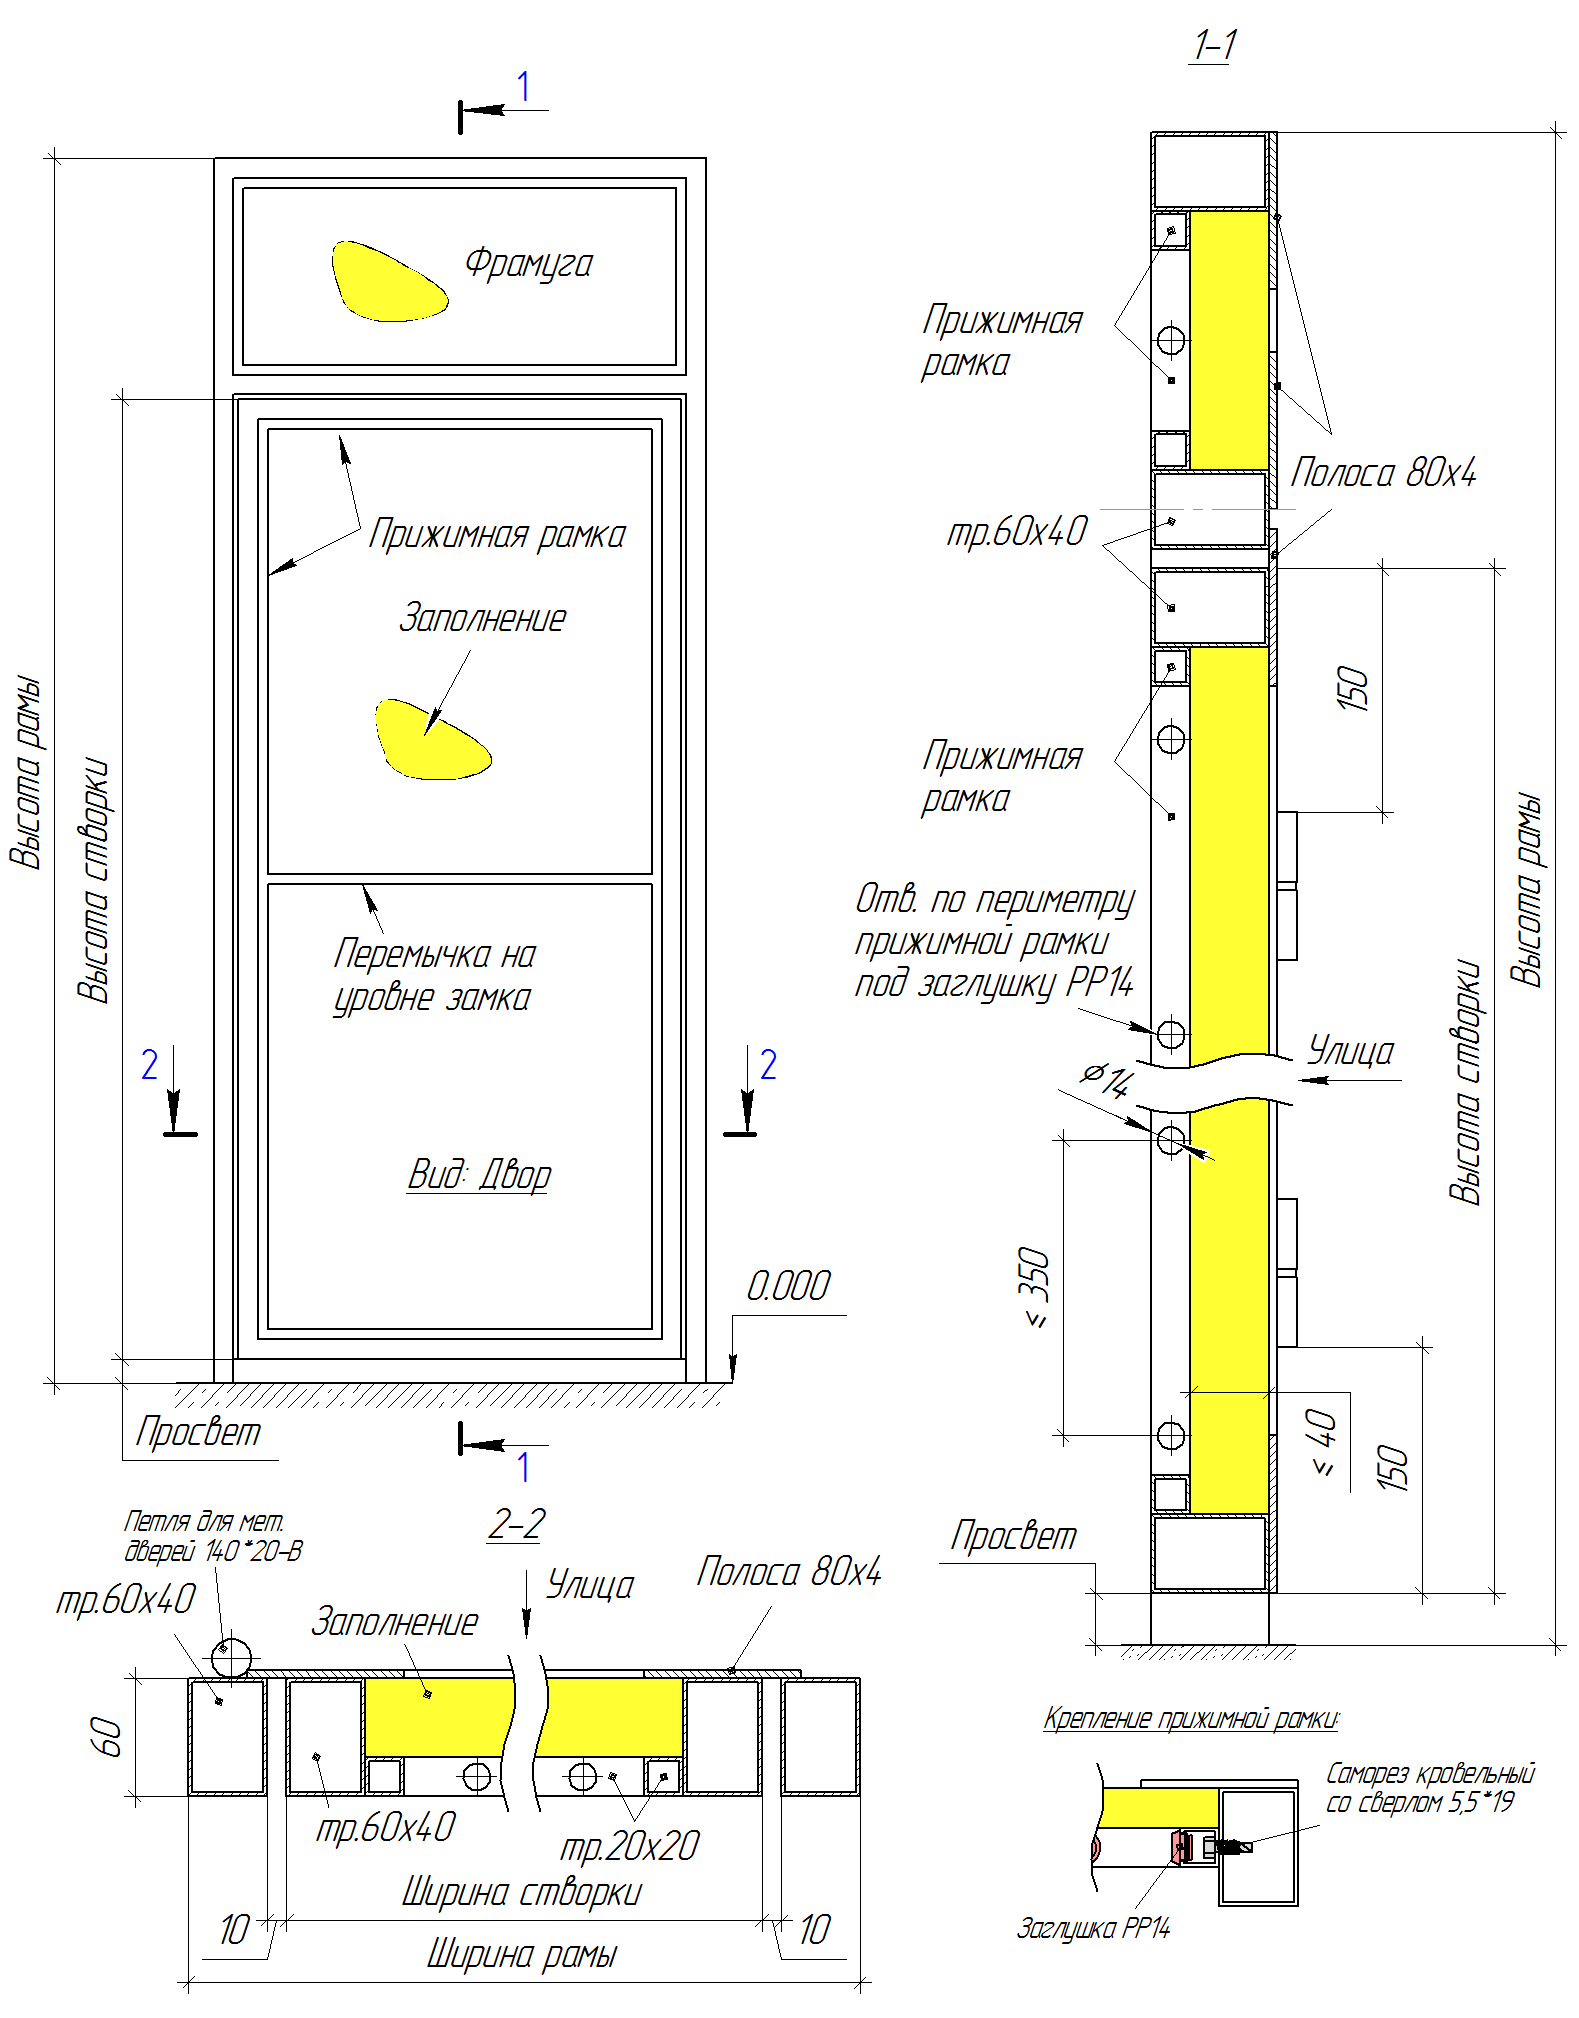 1-1
1
Фрамуга
Прижимная рамка
Заполнение
Перемычка на
уровне замка
2
2
Вид: Двор
0.000
Высота рамы
Высота створки
Просвет
1
Прижимная
рамка
Полоса 80х4
тр.60х40
150
Прижимная
рамка
Отв. по периметру
прижимной рамки
под заглушку РР14
Улица
⌀14
≤ 350
≤ 40
150
Высота створки
Высота рамы
Просвет
2-2
Петля для мет.
дверей 140*20-В
тр.60х40
Улица
Полоса 80х4
Заполнение
60
тр.60х40
тр.20х20
Ширина створки
10
10
Ширина рамы
Крепление прижимной рамки:
Саморез кровельный
со сверлом 5,5*19
Заглушка РР14